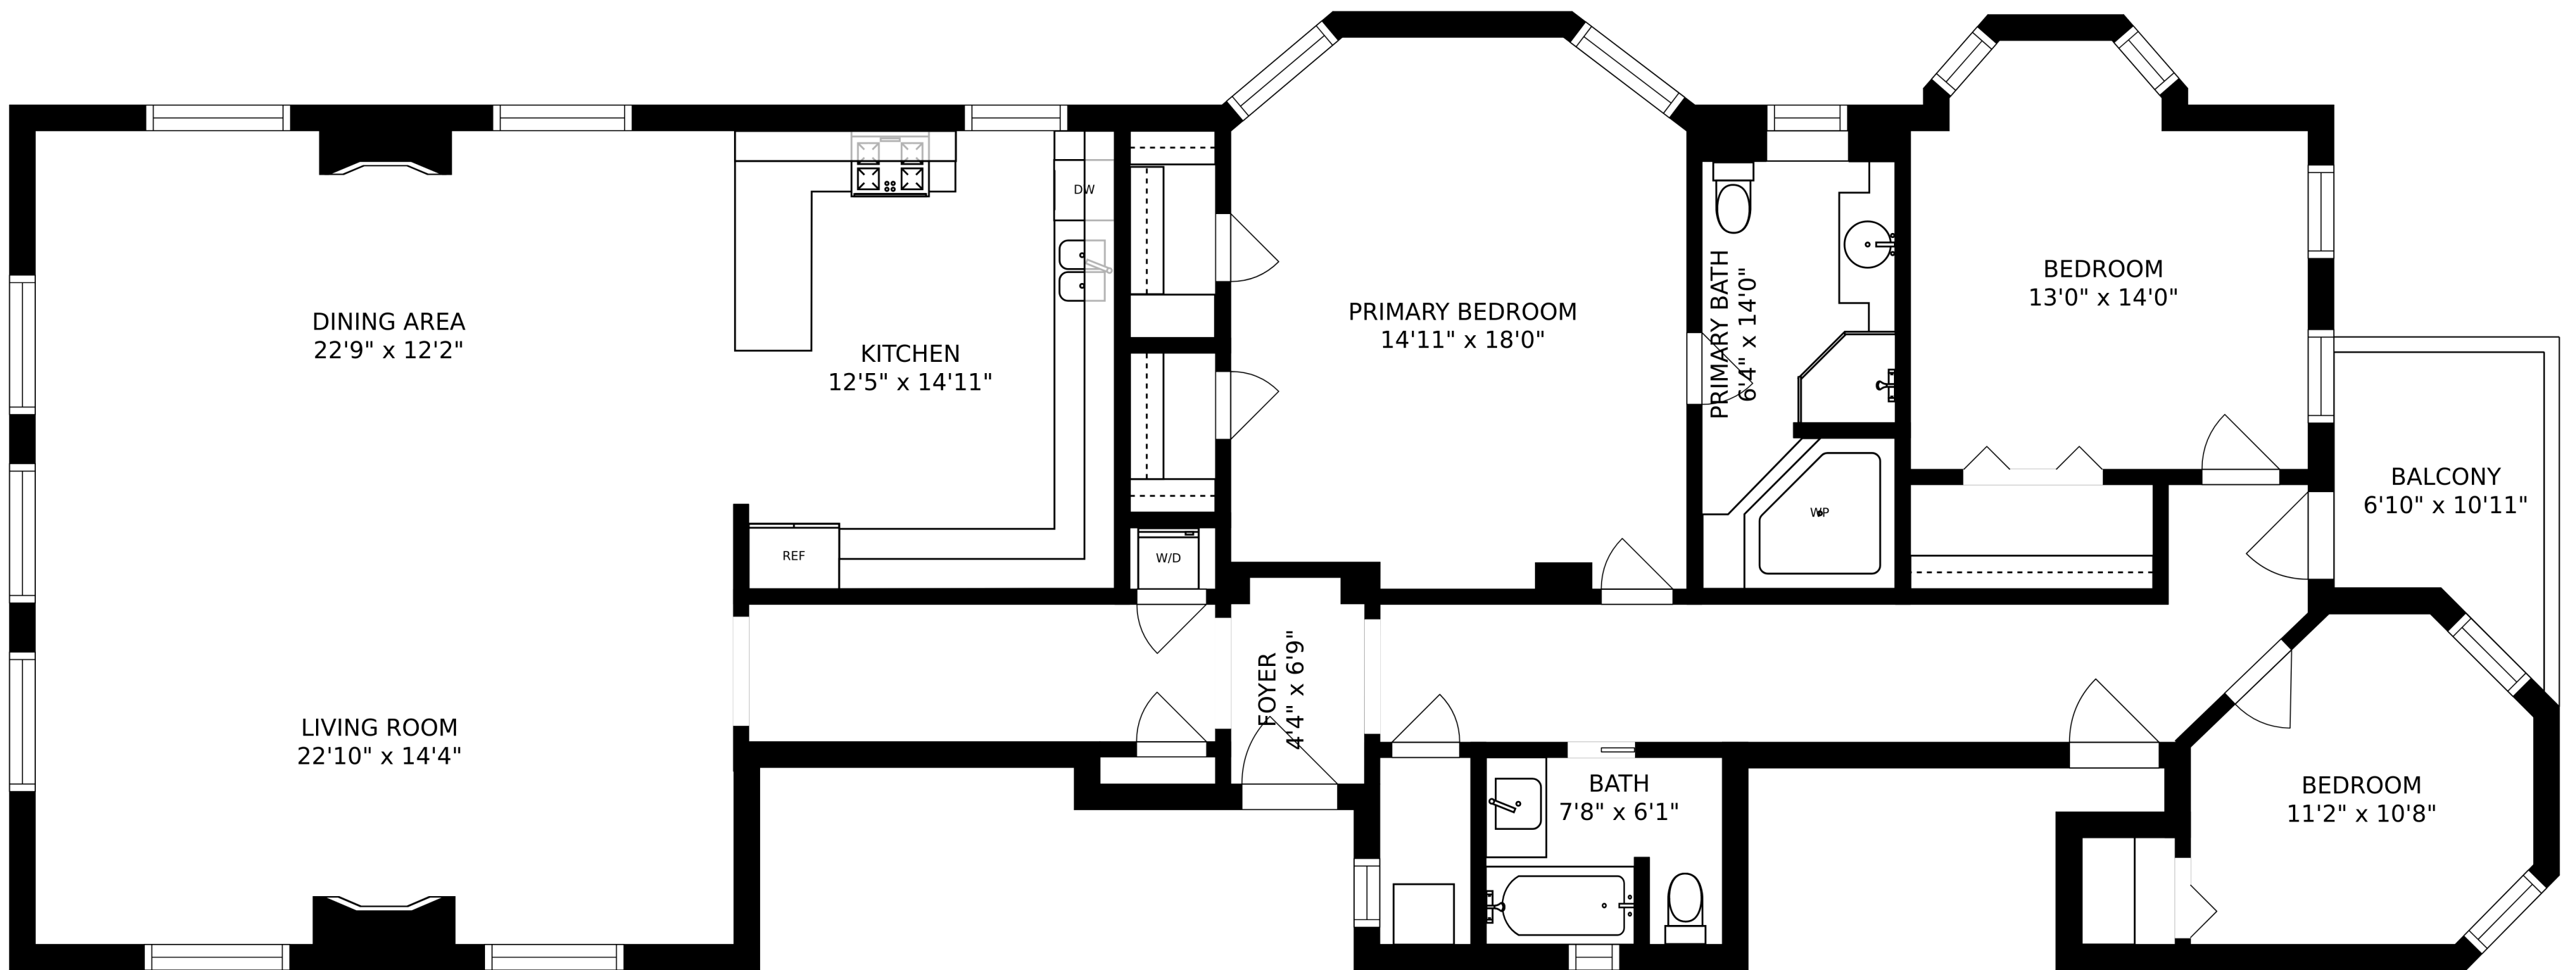 DINING AREA
22'9" x 12'2"
LIVING ROOM
22'10" x 14'4"
KITCHEN
12'5" x 14'11"
DW
REF
W/D
FOYER
4'4" x 6'9"
PRIMARY BEDROOM
14'11" x 18'0"
PRIMARY BATH
6'4" x 14'0"
WP
BATH
7'8" x 6'1"
BEDROOM
13'0" x 14'0"
BALCONY
6'10" x 10'11"
BEDROOM
11'2" x 10'8"